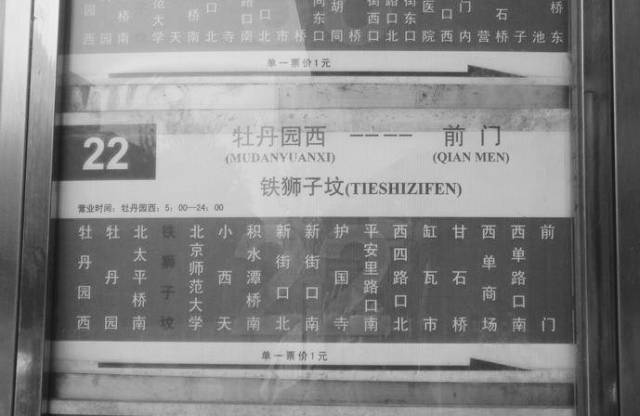 单一票价1元
22
牡丹园西 ---- 前门
(MUDANYUANXI) (QIAN MEN)
铁狮子坟(TIESHIZIFEN)
营业时间：牡丹园西：5：00—24：00
牡丹园西
牡丹园
北太平桥南
铁狮子坟
北京师范大学
小西天
积水潭桥南
新街口北
新街口南
护国寺
平安里路口南
西四路口北
缸瓦市
甘石桥
西单商场
西单路口南
前门
单一票价1元